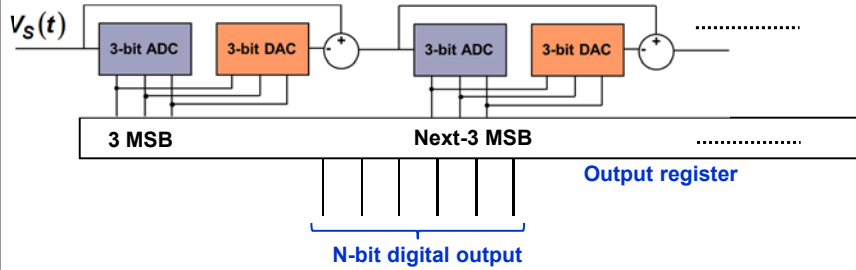 V_S(t)
3-bit ADC
3-bit DAC
+
-
3-bit ADC
3-bit DAC
+
-
3 MSB
Next-3 MSB
Output register
N-bit digital output